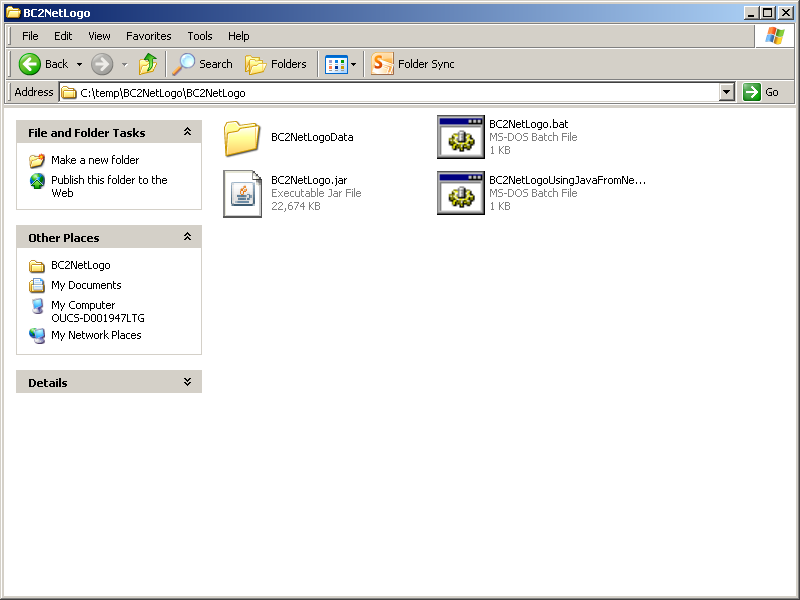 BC2NetLogo
File Edit View Favorites Tools Help
Back Search Folders Folder Sync
Address C:\temp\BC2NetLogo\BC2NetLogo Go
File and Folder Tasks
Make a new folder
Publish this folder to the
Web
Other Places
BC2NetLogo
My Documents
My Computer
OUCS-D001947LTG
My Network Places
Details
BC2NetLogoData
BC2NetLogo.bat
MS-DOS Batch File
1 KB
BC2NetLogo.jar
Executable Jar File
22,674 KB
BC2NetLogoUsingJavaFromNe...
MS-DOS Batch File
1 KB